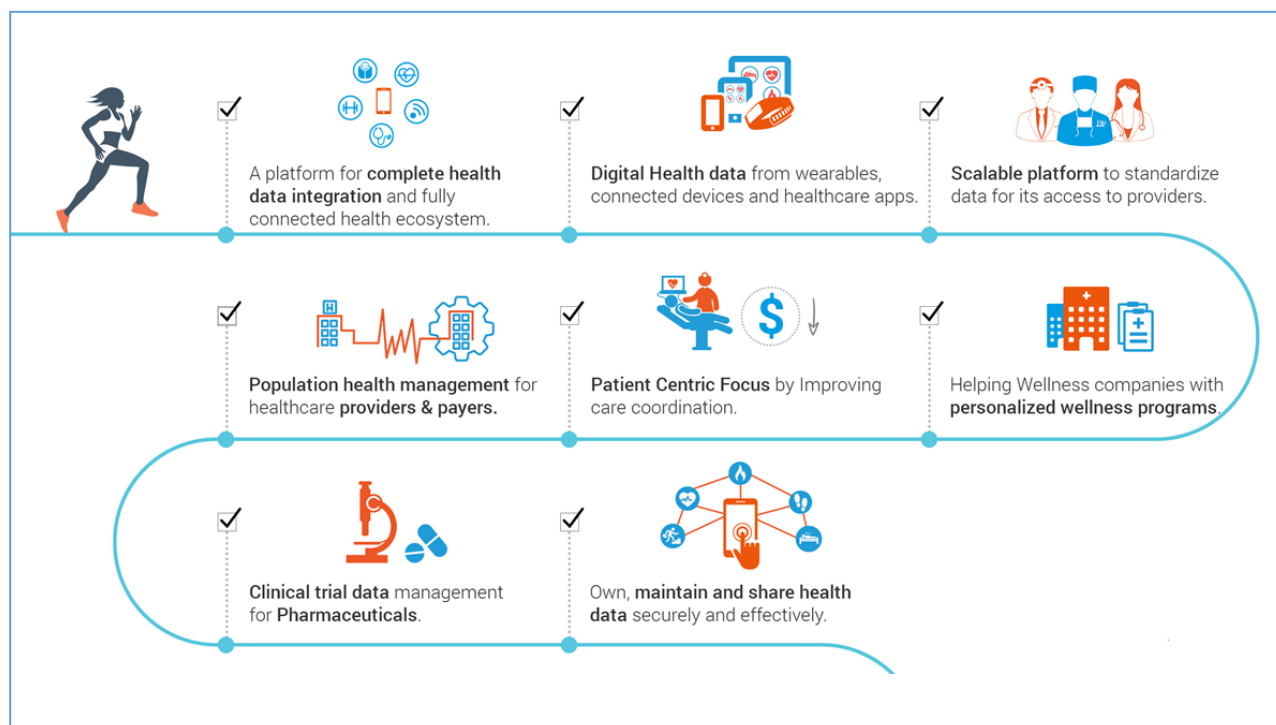 A platform for complete health
data integration and fully
connected health ecosystem.
Digital Health data from wearables,
connected devices and healthcare apps.
Scalable platform to standardize
data for its access to providers.
H
Population health management for
healthcare providers & payers.
$
Patient Centric Focus by Improving
care coordination.
Helping Wellness companies with
personalized wellness programs.
Clinical trial data management
for Pharmaceuticals.
Own, maintain and share health
data securely and effectively.